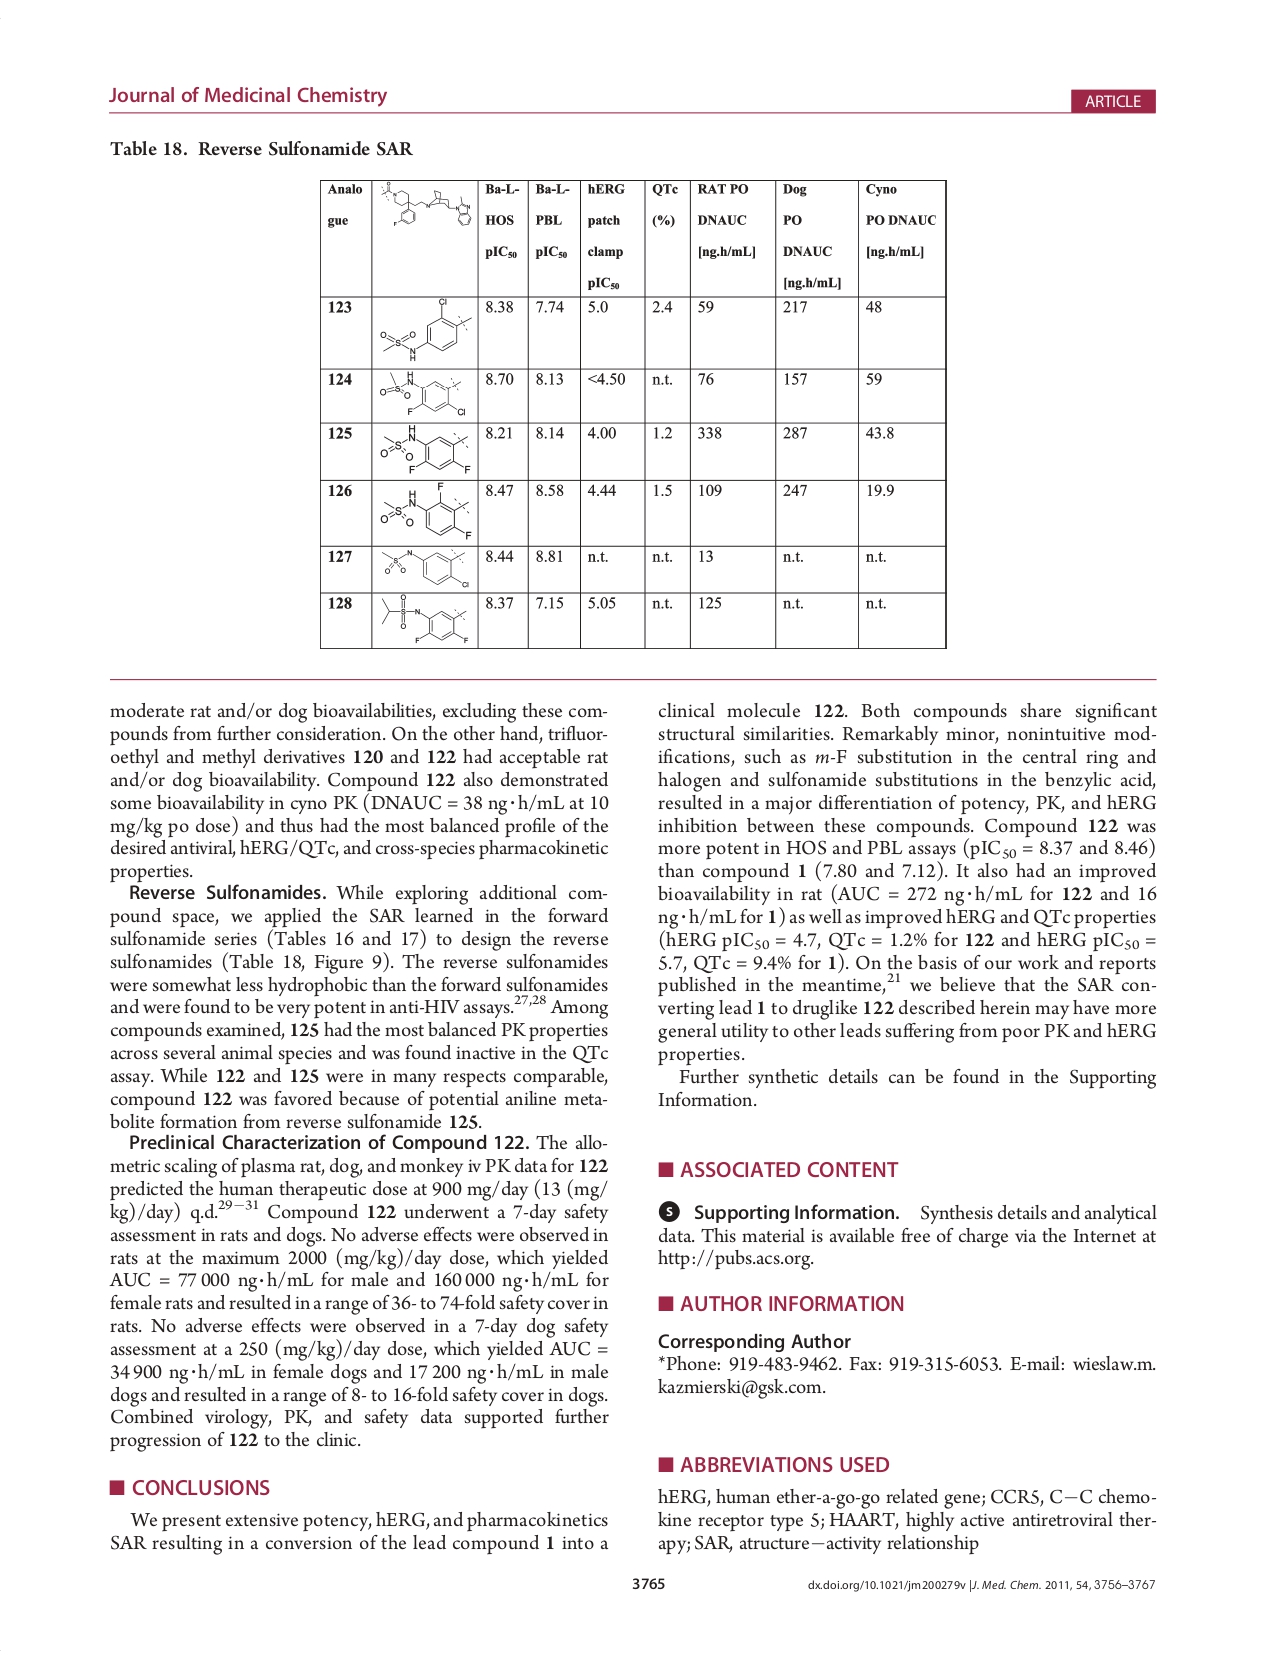 Journal of Medicinal Chemistry
ARTICLE
Table 18. Reverse Sulfonamide SAR
Analo Ba-L- Ba-L- hERG QTc RAT PO Dog Cyno
gue HOS PBL patch (%) DNAUC PO PO DNAUC
pIC50 pIC50 clamp [ng.h/mL] DNAUC [ng.h/mL]
pIC50 [ng.h/mL]
123 8.38 7.74 5.0 2.4 59 217 48
124 8.70 8.13 <4.50 n.t. 76 157 59
125 8.21 8.14 4.00 1.2 338 287 43.8
126 8.47 8.58 4.44 1.5 109 247 19.9
127 8.44 8.81 n.t. n.t. 13 n.t. n.t.
128 8.37 7.15 5.05 n.t. 125 n.t. n.t.
moderate rat and/or dog bioavailabilities, excluding these com-
pounds from further consideration. On the other hand, trifluor-
oethyl and methyl derivatives 120 and 122 had acceptable rat
and/or dog bioavailability. Compound 122 also demonstrated
some bioavailability in cyno PK (DNAUC = 38 ng·h/mL at 10
mg/kg po dose) and thus had the most balanced profile of the
desired antiviral, hERG/QTc, and cross-species pharmacokinetic
properties.
Reverse Sulfonamides. While exploring additional com-
pound space, we applied the SAR learned in the forward
sulfonamide series (Tables 16 and 17) to design the reverse
sulfonamides (Table 18, Figure 9). The reverse sulfonamides
were somewhat less hydrophobic than the forward sulfonamides
and were found to be very potent in anti-HIV assays.27,28 Among
compounds examined, 125 had the most balanced PK properties
across several animal species and was found inactive in the QTc
assay. While 122 and 125 were in many respects comparable,
compound 122 was favored because of potential aniline meta-
bolite formation from reverse sulfonamide 125.
Preclinical Characterization of Compound 122. The allo-
metric scaling of plasma rat, dog, and monkey iv PK data for 122
predicted the human therapeutic dose at 900 mg/day (13 (mg/
kg)/day) q.d.29−31 Compound 122 underwent a 7-day safety
assessment in rats and dogs. No adverse effects were observed in
rats at the maximum 2000 (mg/kg)/day dose, which yielded
AUC = 77 000 ng·h/mL for male and 160 000 ng·h/mL for
female rats and resulted in a range of 36- to 74-fold safety cover in
rats. No adverse effects were observed in a 7-day dog safety
assessment at a 250 (mg/kg)/day dose, which yielded AUC =
34 900 ng·h/mL in female dogs and 17 200 ng·h/mL in male
dogs and resulted in a range of 8- to 16-fold safety cover in dogs.
Combined virology, PK, and safety data supported further
progression of 122 to the clinic.
■ CONCLUSIONS
We present extensive potency, hERG, and pharmacokinetics
SAR resulting in a conversion of the lead compound 1 into a
clinical molecule 122. Both compounds share significant
structural similarities. Remarkably minor, nonintuitive mod-
ifications, such as m-F substitution in the central ring and
halogen and sulfonamide substitutions in the benzylic acid,
resulted in a major differentiation of potency, PK, and hERG
inhibition between these compounds. Compound 122 was
more potent in HOS and PBL assays (pIC50 = 8.37 and 8.46)
than compound 1 (7.80 and 7.12). It also had an improved
bioavailability in rat (AUC = 272 ng·h/mL for 122 and 16
ng·h/mL for 1) as well as improved hERG and QTc properties
(hERG pIC50 = 4.7, QTc = 1.2% for 122 and hERG pIC50 =
5.7, QTc = 9.4% for 1). On the basis of our work and reports
published in the meantime,21 we believe that the SAR con-
verting lead 1 to druglike 122 described herein may have more
general utility to other leads suffering from poor PK and hERG
properties.
Further synthetic details can be found in the Supporting
Information.
■ ASSOCIATED CONTENT
S Supporting Information. Synthesis details and analytical
data. This material is available free of charge via the Internet at
http://pubs.acs.org.
■ AUTHOR INFORMATION
Corresponding Author
*Phone: 919-483-9462. Fax: 919-315-6053. E-mail: wieslaw.m.
kazmierski@gsk.com.
■ ABBREVIATIONS USED
hERG, human ether-a-go-go related gene; CCR5, C−C chemo-
kine receptor type 5; HAART, highly active antiretroviral ther-
apy; SAR, atructure−activity relationship
3765
dx.doi.org/10.1021/jm200279v |J. Med. Chem. 2011, 54, 3756–3767